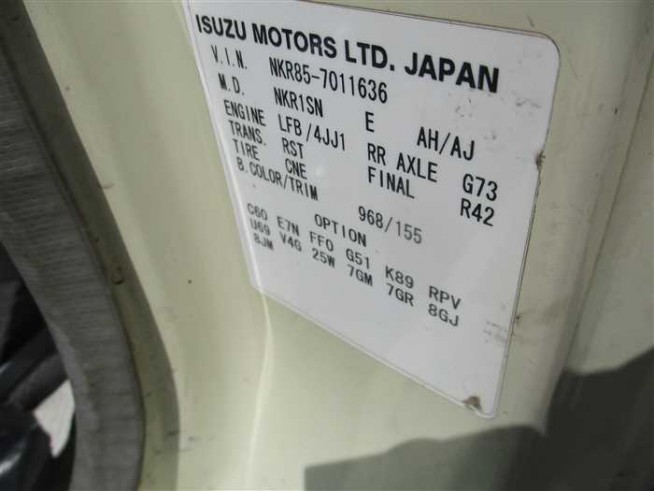 ISUZU MOTORS LTD. JAPAN
V.I.N. NKR85-7011636
M.D. NKR1SN E AH/AJ
ENGINE LFB/4JJ1 RR AXLE G73
TRANS. RST FINAL R42
TIRE CNE
B.COLOR/TRIM 968/155
OPTION
C60 E7N FF0 G51 K89 RPV
U69 V4G 25W 7GM 7GR 8GJ
8JM